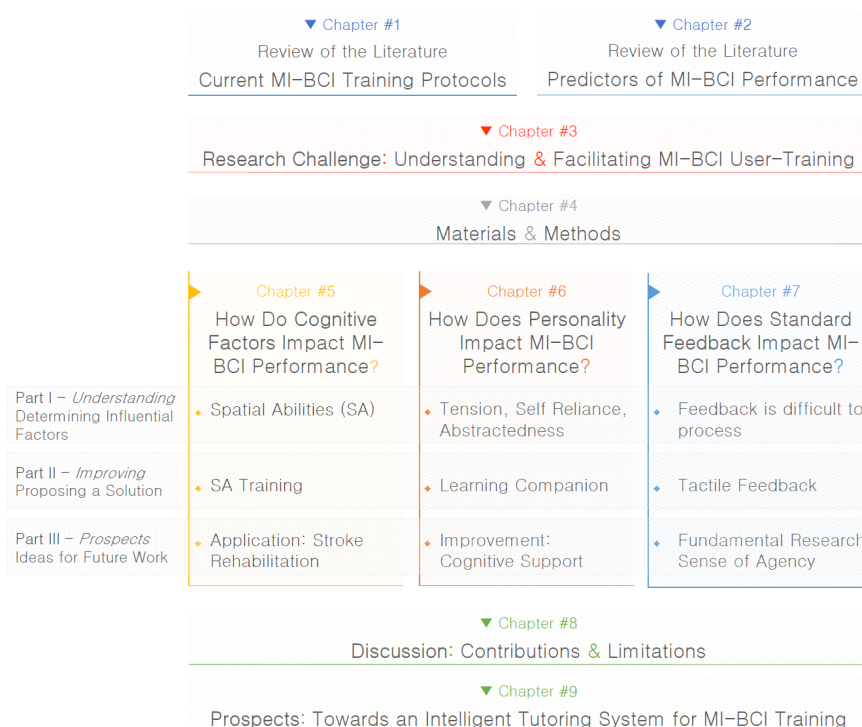 ▼ Chapter #1
Review of the Literature
Current MI-BCI Training Protocols
▼ Chapter #2
Review of the Literature
Predictors of MI-BCI Performance
▼ Chapter #3
Research Challenge: Understanding & Facilitating MI-BCI User-Training
▼ Chapter #4
Materials & Methods
Chapter #5
How Do Cognitive
Factors Impact MI-
BCI Performance?
Chapter #6
How Does Personality
Impact MI-BCI
Performance?
Chapter #7
How Does Standard
Feedback Impact MI-
BCI Performance?
Part I - Understanding
Determining Influential
Factors
Spatial Abilities (SA)
Tension, Self Reliance,
Abstractedness
Feedback is difficult to
process
Part II - Improving
Proposing a Solution
SA Training
Learning Companion
Tactile Feedback
Part III - Prospects
Ideas for Future Work
Application: Stroke
Rehabilitation
Improvement:
Cognitive Support
Fundamental Research
Sense of Agency
▼ Chapter #8
Discussion: Contributions & Limitations
▼ Chapter #9
Prospects: Towards an Intelligent Tutoring System for MI-BCI Training